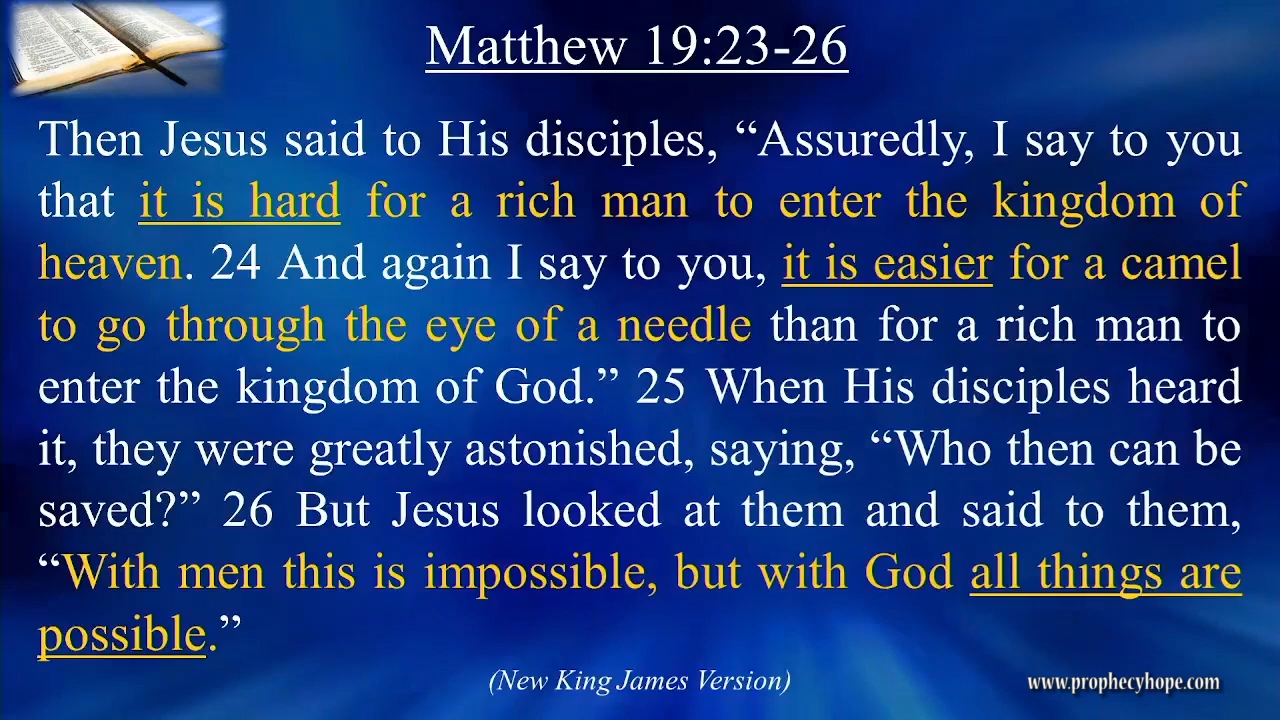 Matthew 19:23-26
Then Jesus said to His disciples, “Assuredly, I say to you
that it is hard for a rich man to enter the kingdom of
heaven. 24 And again I say to you, it is easier for a camel
to go through the eye of a needle than for a rich man to
enter the kingdom of God.” 25 When His disciples heard
it, they were greatly astonished, saying, “Who then can be
saved?” 26 But Jesus looked at them and said to them,
“With men this is impossible, but with God all things are
possible.”
(New King James Version)
www.prophecyhope.com